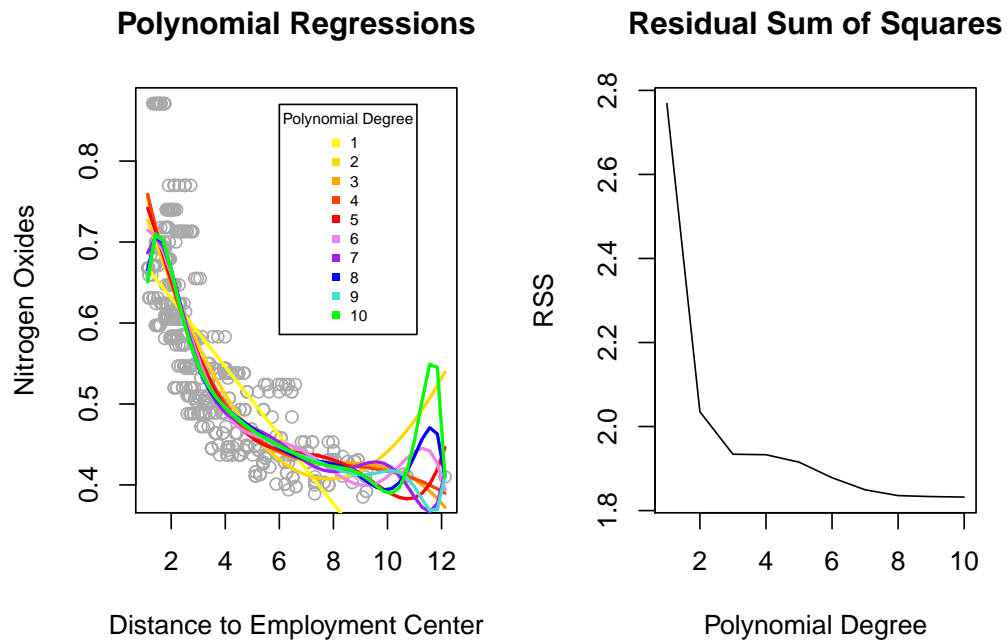 Polynomial Regressions
Nitrogen Oxides
0.8
0.7
0.6
0.5
0.4
Polynomial Degree
1
2
3
4
5
6
7
8
9
10
2 4 6 8 10 12
Distance to Employment Center
Residual Sum of Squares
RSS
2.8
2.6
2.4
2.2
2.0
1.8
2 4 6 8 10
Polynomial Degree